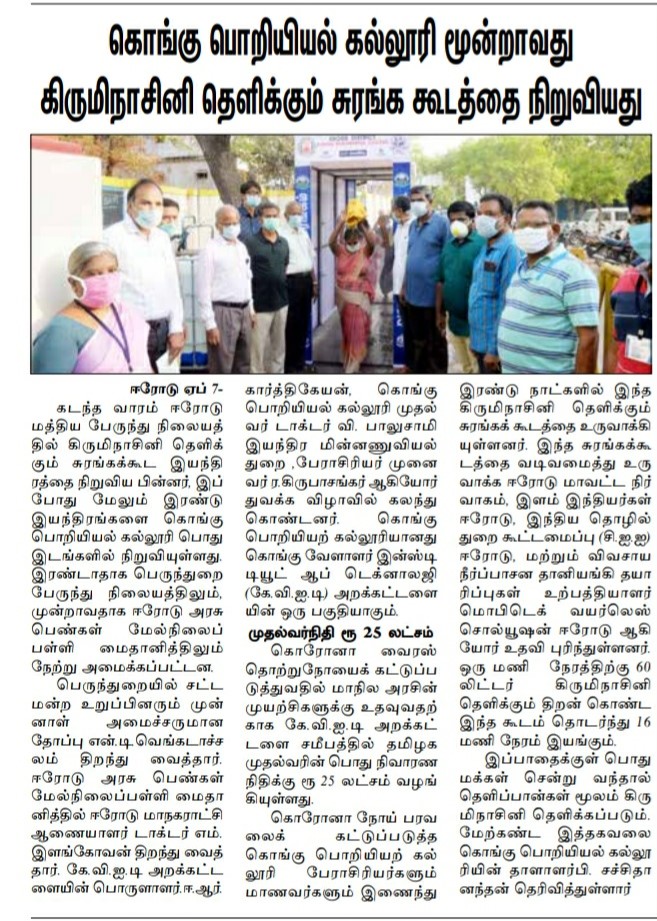 கொங்கு பொறியியல் கல்லூரி மூன்றாவது
கிருமிநாசினி தெளிக்கும் சுரங்க கூடத்தை நிறுவியது
ஈரோடு ஏப் 7-
கடந்த வாரம் ஈரோடு
மத்திய பேருந்து நிலையத்
தில் கிருமிநாசினி தெளிக்
கும் சுரங்கக்கூட இயந்தி
ரத்தை நிறுவிய பின்னர், இப்
போது மேலும் இரண்டு
இயந்திரங்களை கொங்கு
பொறியியல் கல்லூரி பொது
இடங்களில் நிறுவியுள்ளது.
இரண்டாதாக பெருந்துறை
பேருந்து நிலையத்திலும்,
முன்றாவதாக ஈரோடு அரசு
பெண்கள் மேல்நிலைப்
பள்ளி மைதானித்திலும்
நேற்று அமைக்கப்பட்டன.
பெருந்துறையில் சட்ட
மன்ற உறுப்பினரும் முன்
னாள் அமைச்சருமான
தோப்பு என்.டி.வெங்கடாச்ச
லம் திறந்து வைத்தார்.
ஈரோடு அரசு பெண்கள்
மேல்நிலைப்பள்ளி மைதா
னித்தில் ஈரோடு மாநகராட்சி
ஆணையாளர் டாக்டர் எம்.
இளங்கோவன் திறந்து வைத்
தார். கே.வி.ஐ.டி அறக்கட்ட
ளையின் பொருளாளர்.ஈ.ஆர்.
கார்த்திகேயன், கொங்கு
பொறியியல் கல்லூரி முதல்
வர் டாக்டர் வி. பாலுசாமி
இயந்திர மின்னணுவியல்
துறை ,பேராசிரியர் முனை
வர் ர.கிருபாசங்கர் ஆகியோர்
துவக்க விழாவில் கலந்து
கொண்டனர். கொங்கு
பொறியியற் கல்லூரியானது
கொங்கு வேளாளர் இன்ஸ்டி
டியூட் ஆப் டெக்னாலஜி
(கே.வி.ஐ.டி) அறக்கட்டளை
யின் ஒரு பகுதியாகும்.
முதல்வர்நிதி ரூ 25 லட்சம்
கொரோனா வைரஸ்
தொற்றுநோயைக் கட்டுப்ப
டுத்துவதில் மாநில அரசின்
முயற்சிகளுக்கு உதவுவதற்
காக கே.வி.ஐ.டி அறக்கட்
டளை சமீபத்தில் தமிழக
முதல்வரின் பொது நிவாரண
நிதிக்கு ரூ 25 லட்சம் வழங்
கியுள்ளது.
கொரோனா நோய் பரவ
லைக் கட்டுப்படுத்த
கொங்கு பொறியியற் கல்
லூரி பேராசிரியர்களும்
மாணவர்களும் இணைந்து
இரண்டு நாட்களில் இந்த
கிருமிநாசினி தெளிக்கும்
சுரங்கக் கூடத்தை உருவாக்கி
யுள்ளனர். இந்த சுரங்கக்கூ
டத்தை வடிவமைத்து உரு
வாக்க ஈரோடு மாவட்ட நிர்
வாகம், இளம் இந்தியர்கள்
ஈரோடு, இந்திய தொழில்
துறை கூட்டமைப்பு (சி.ஐ.ஐ)
ஈரோடு, மற்றும் விவசாய
நீர்ப்பாசன தானியங்கி தயா
ரிப்புகள் உற்பத்தியாளர்
மொபிடெக் வயர்லெஸ்
சொல்யூஷன் ஈரோடு ஆகி
யோர் உதவி புரிந்துள்ளனர்.
ஒரு மணி நேரத்திற்கு 60
லிட்டர் கிருமிநாசினி
தெளிக்கும் திறன் கொண்ட
இந்த கூடம் தொடர்ந்து 16
மணி நேரம் இயங்கும்.
இப்பாதைக்குள் பொது
மக்கள் சென்று வந்தால்
தெளிப்பான்கள் மூலம் கிரு
மிநாசினி தெளிக்கப்படும்.
மேற்கண்ட இத்தகவலை
கொங்கு பொறியியல் கல்லூ
ரியின் தாளாளர்பி. சச்சிதா
னந்தன் தெரிவித்துள்ளார்